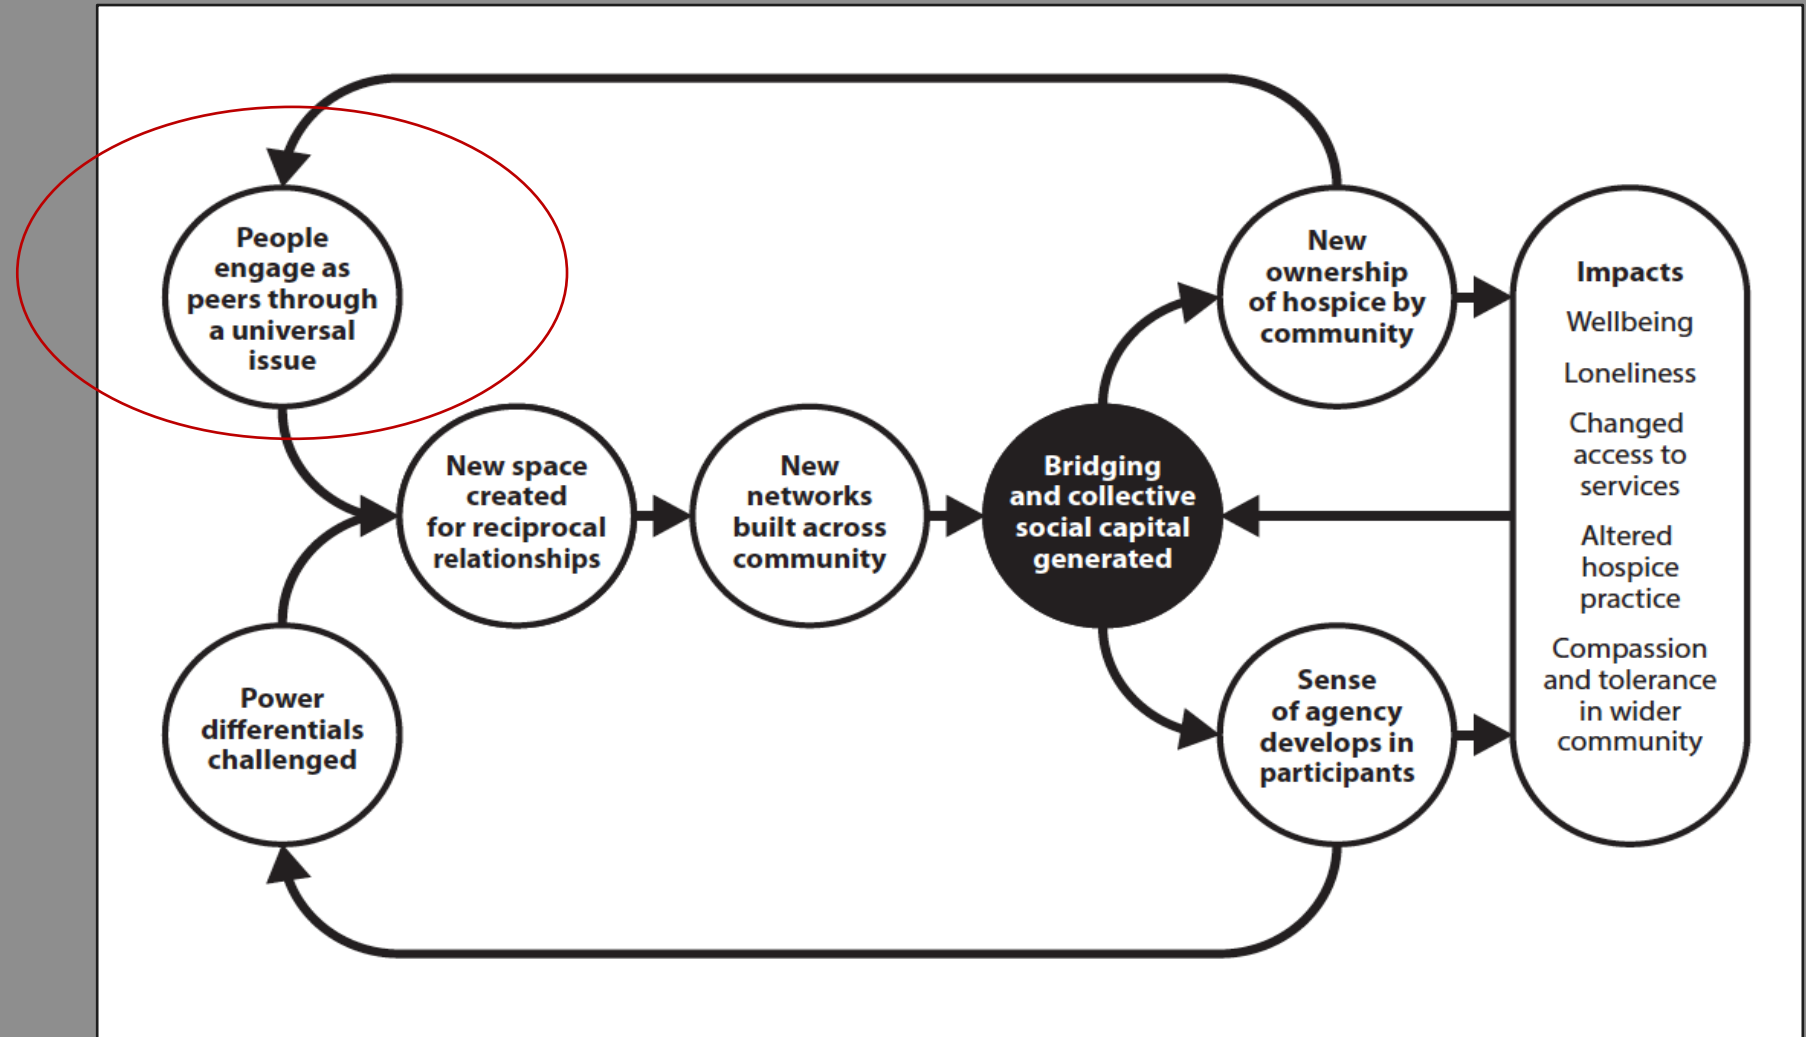 People
engage as
peers through
a universal
issue
New space
created
for reciprocal
relationships
Power
differentials
challenged
New
networks
built across
community
Bridging
and collective
social capital
generated
New
ownership
of hospice by
community
Sense
of agency
develops in
participants
Impacts
Wellbeing
Loneliness
Changed
access to
services
Altered
hospice
practice
Compassion
and tolerance
in wider
community